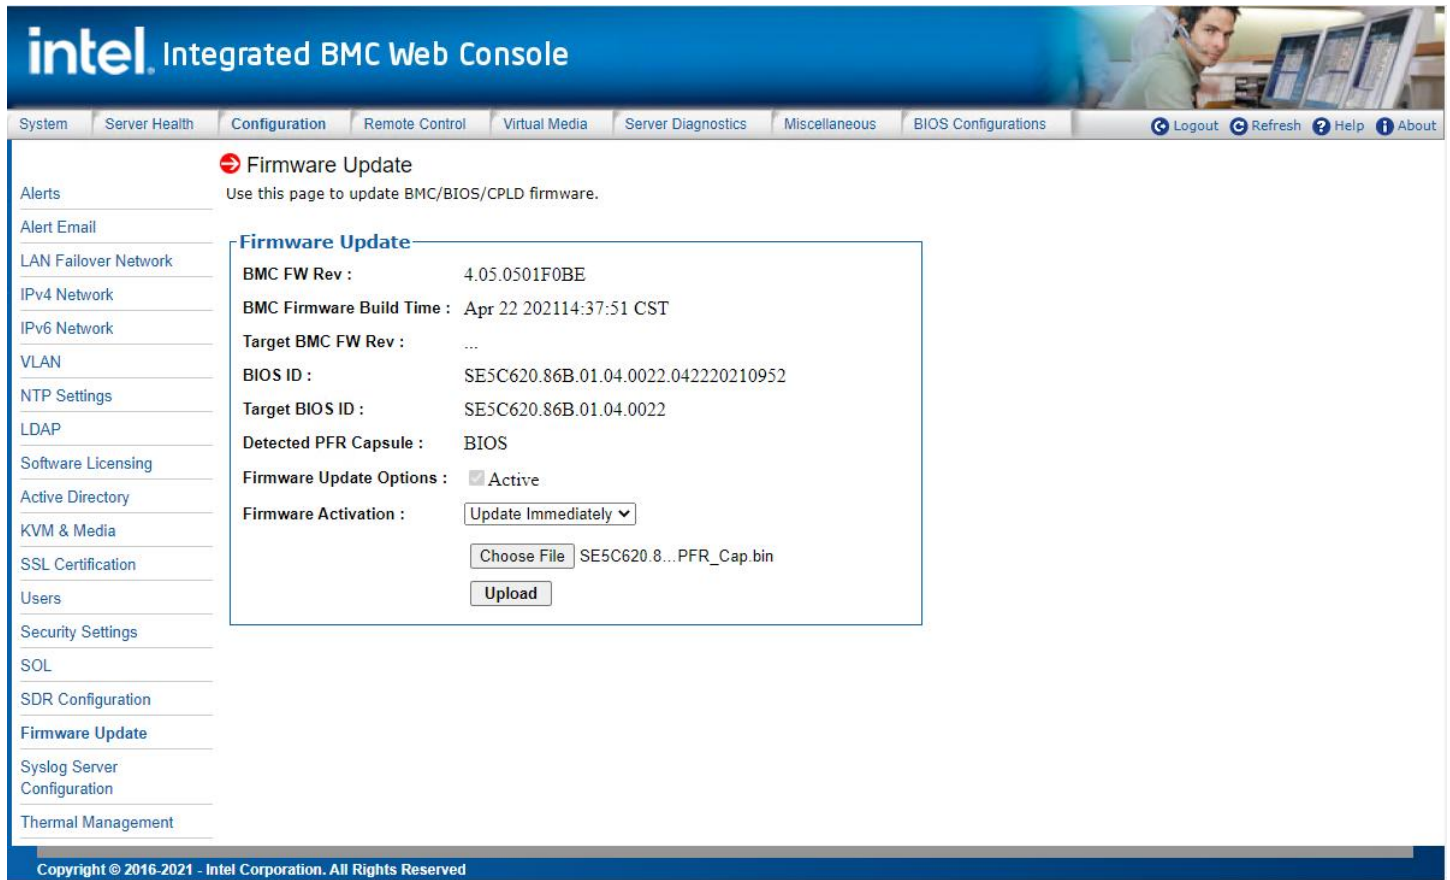 intel. Integrated BMC Web Console
System Server Health Configuration Remote Control Virtual Media Server Diagnostics Miscellaneous BIOS Configurations Logout Refresh Help About
Firmware Update
Use this page to update BMC/BIOS/CPLD firmware.
Alerts
Alert Email
LAN Failover Network
IPv4 Network
IPv6 Network
VLAN
NTP Settings
LDAP
Software Licensing
Active Directory
KVM & Media
SSL Certification
Users
Security Settings
SOL
SDR Configuration
Firmware Update
Syslog Server
Configuration
Thermal Management
Firmware Update
BMC FW Rev : 4.05.0501F0BE
BMC Firmware Build Time : Apr 22 202114:37:51 CST
Target BMC FW Rev : ...
BIOS ID : SE5C620.86B.01.04.0022.042220210952
Target BIOS ID : SE5C620.86B.01.04.0022
Detected PFR Capsule : BIOS
Firmware Update Options : Active
Firmware Activation : Update Immediately
Choose File SE5C620.8...PFR_Cap.bin
Upload
Copyright © 2016-2021 - Intel Corporation. All Rights Reserved